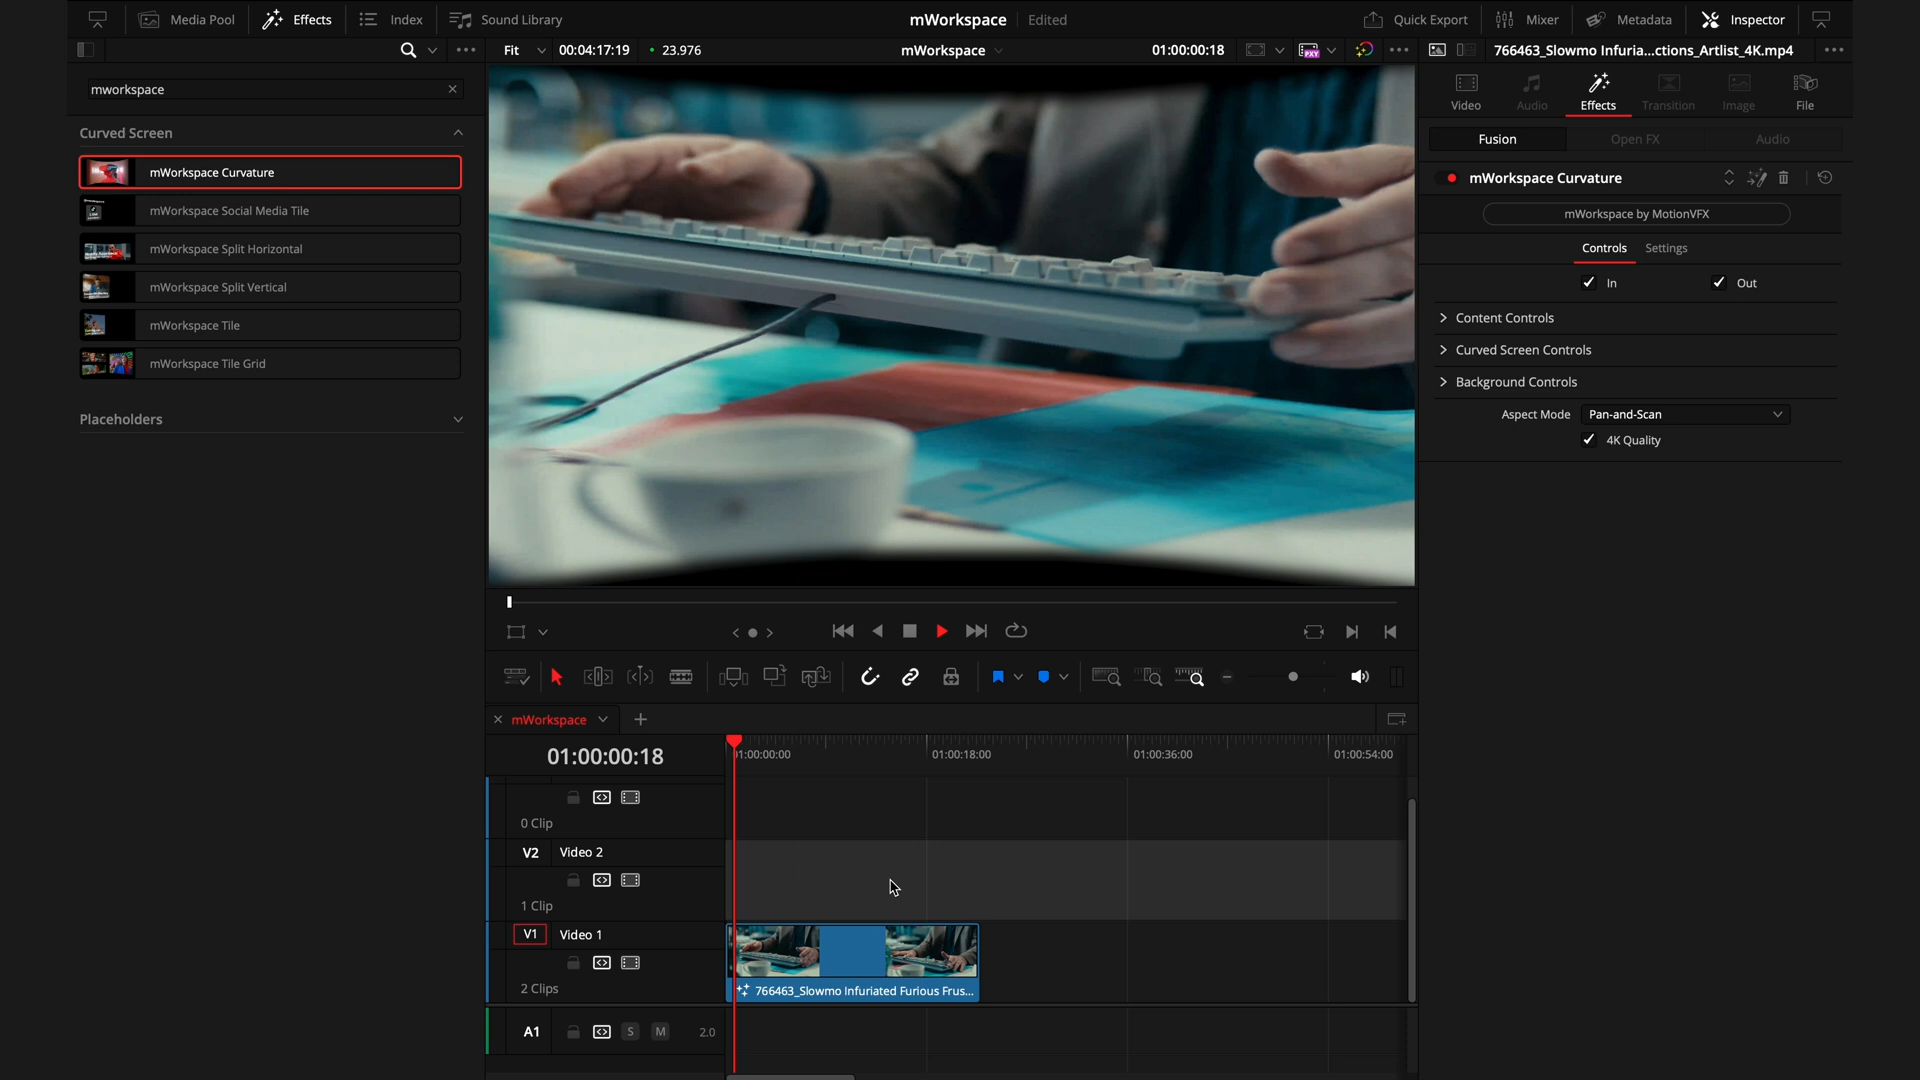 Media Pool
Effects
Index
Sound Library
mWorkspace
Edited
Quick Export
Mixer
Metadata
Inspector
Fit
00:04:17:19
23.976
mWorkspace
01:00:00:18
PXY
766463_Slowmo Infuria...ctions_Artlist_4K.mp4
mworkspace
Curved Screen
mWorkspace Curvature
mWorkspace Social Media Tile
mWorkspace Split Horizontal
mWorkspace Split Vertical
mWorkspace Tile
mWorkspace Tile Grid
Placeholders
Video
Audio
Effects
Transition
Image
File
Fusion
Open FX
Audio
mWorkspace Curvature
mWorkspace by MotionVFX
Controls
Settings
In
Out
Content Controls
Curved Screen Controls
Background Controls
Aspect Mode
Pan-and-Scan
4K Quality
mWorkspace
01:00:00:18
01:00:00:00
01:00:18:00
01:00:36:00
01:00:54:00
0 Clip
V2
Video 2
1 Clip
V1
Video 1
2 Clips
766463_Slowmo Infuriated Furious Frus...
A1
S
M
2.0